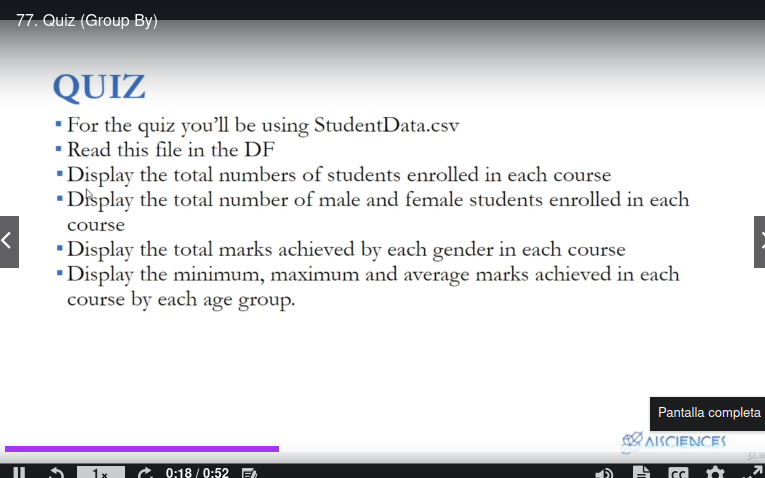 77. Quiz (Group By)
QUIZ
▪ For the quiz you'll be using StudentData.csv
▪ Read this file in the DF
▪ Display the total numbers of students enrolled in each course
▪ Display the total number of male and female students enrolled in each
course
▪ Display the total marks achieved by each gender in each course
▪ Display the minimum, maximum and average marks achieved in each
course by each age group.
Pantalla completa
AISCIENCES
1x
0:18 / 0:52
CC